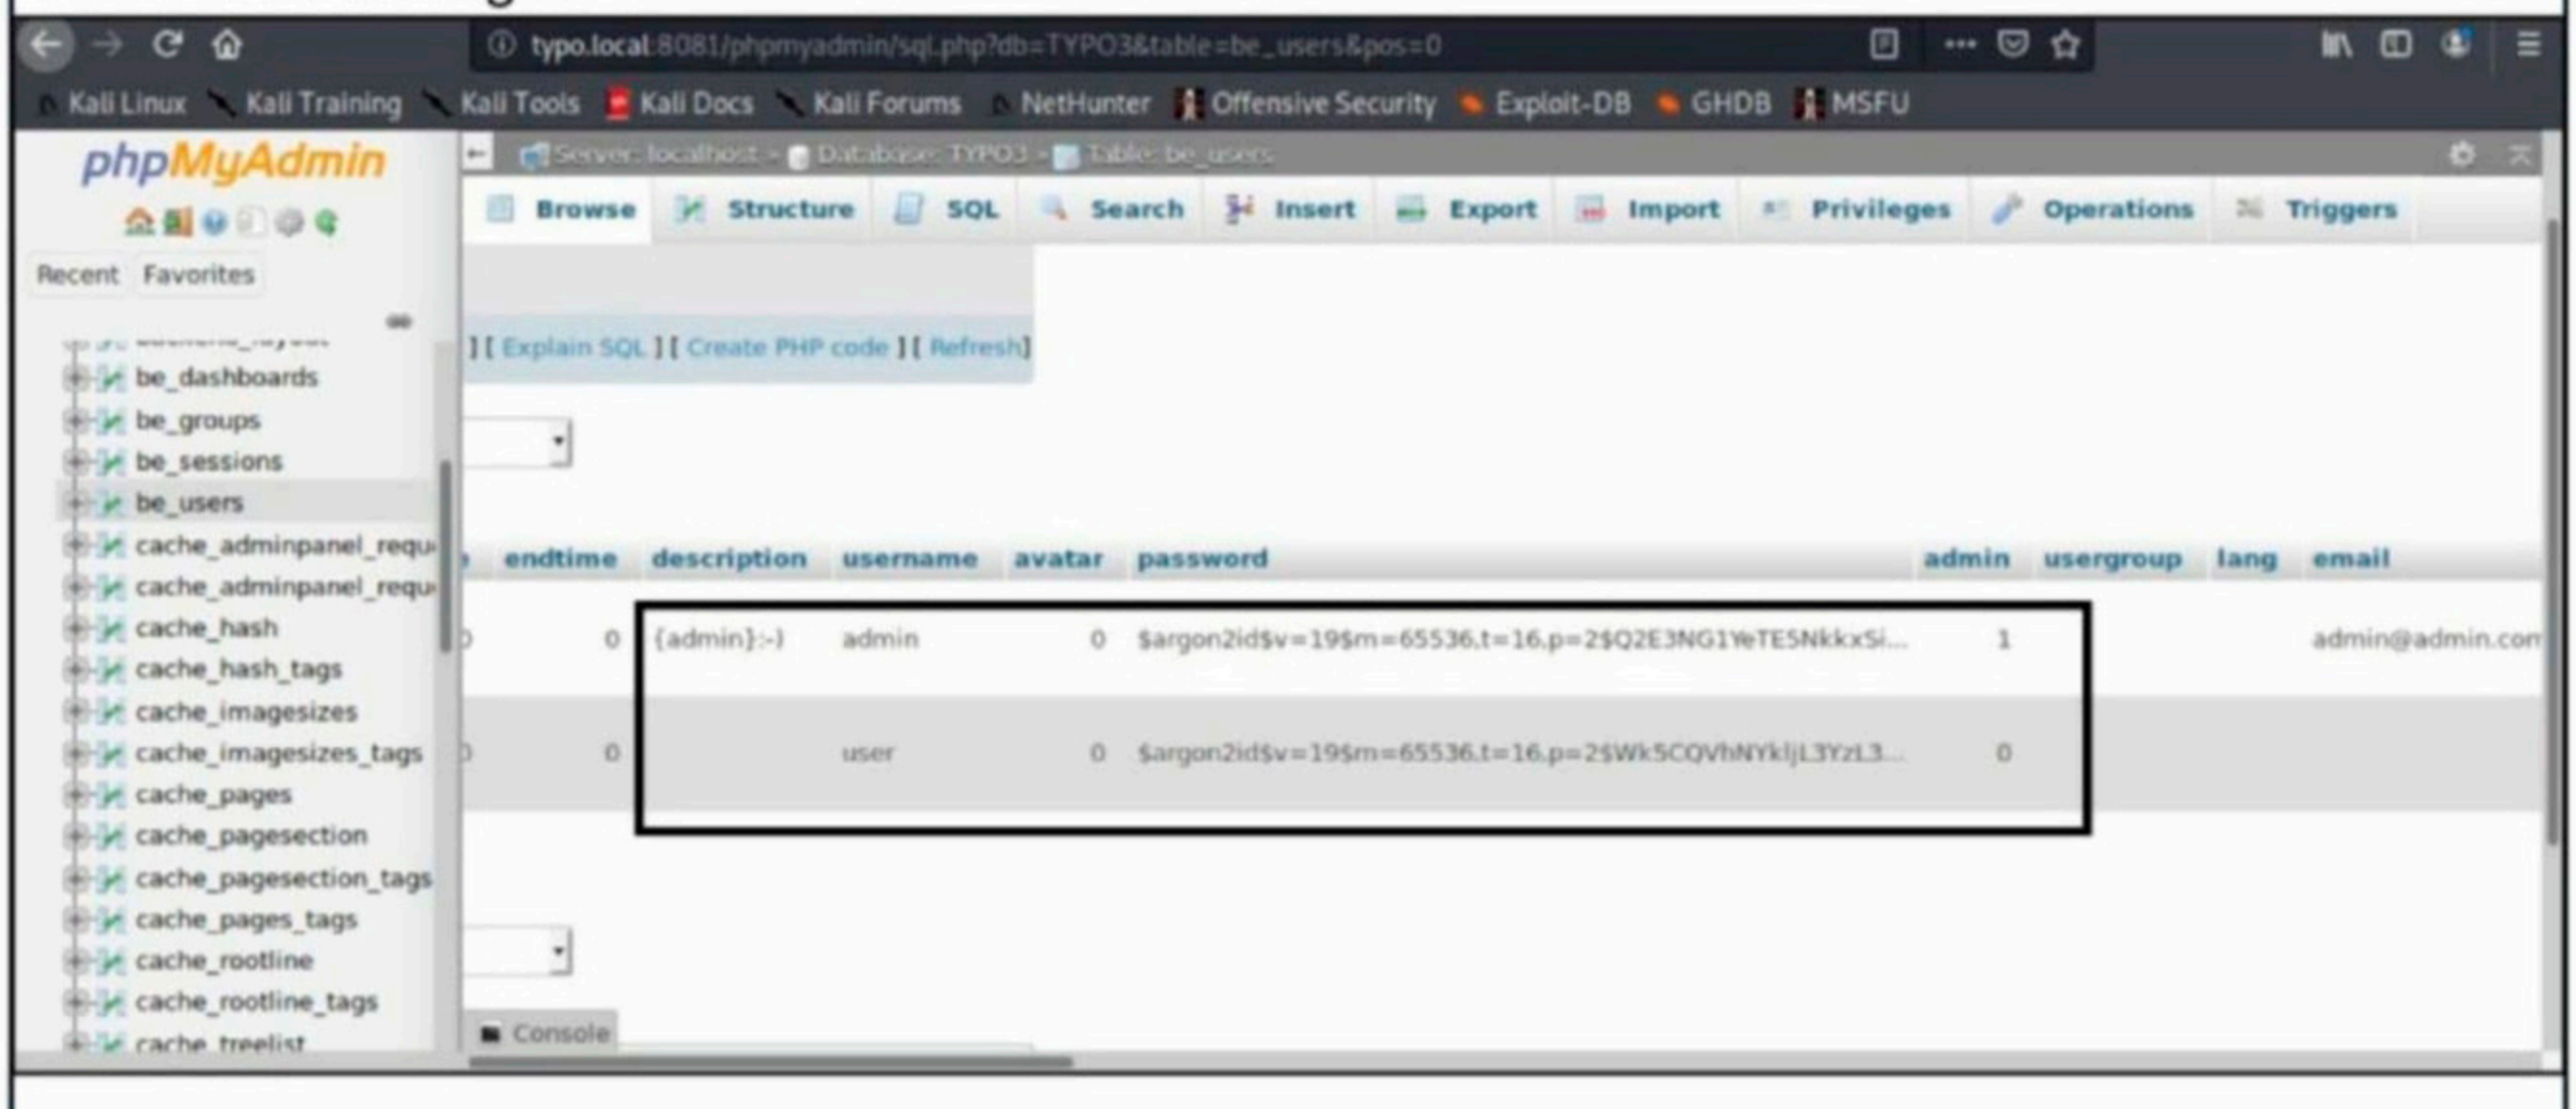 typo.local:8081/phpmyadmin/sql.php?db=TYPO3&table=be_users&pos=0
Kali Linux Kali Training Kali Tools Kali Docs Kali Forums NetHunter Offensive Security Exploit-DB GHDB MSFU
phpMyAdmin
Recent Favorites
be_dashboards
be_groups
be_sessions
be_users
cache_adminpanel_requ
cache_adminpanel_requ
cache_hash
cache_hash_tags
cache_imagesizes
cache_imagesizes_tags
cache_pages
cache_pagesection
cache_pagesection_tags
cache_pages_tags
cache_rootline
cache_rootline_tags
cache_treelist
Server: localhost » Database: TYPO3 » Table: be_users
Browse Structure SQL Search Insert Export Import Privileges Operations Triggers
] [ Explain SQL ] [ Create PHP code ] [ Refresh]
endtime description username avatar password admin usergroup lang email
0 {admin}:-) admin 0 $argon2id$v=19$m=65536,t=16,p=2$Q2E3NG1YeTE5NkkxSi... 1 admin@admin.com
0 user 0 $argon2id$v=19$m=65536,t=16,p=2$Wk5CQVhNYkljL3YzL3... 0
Console